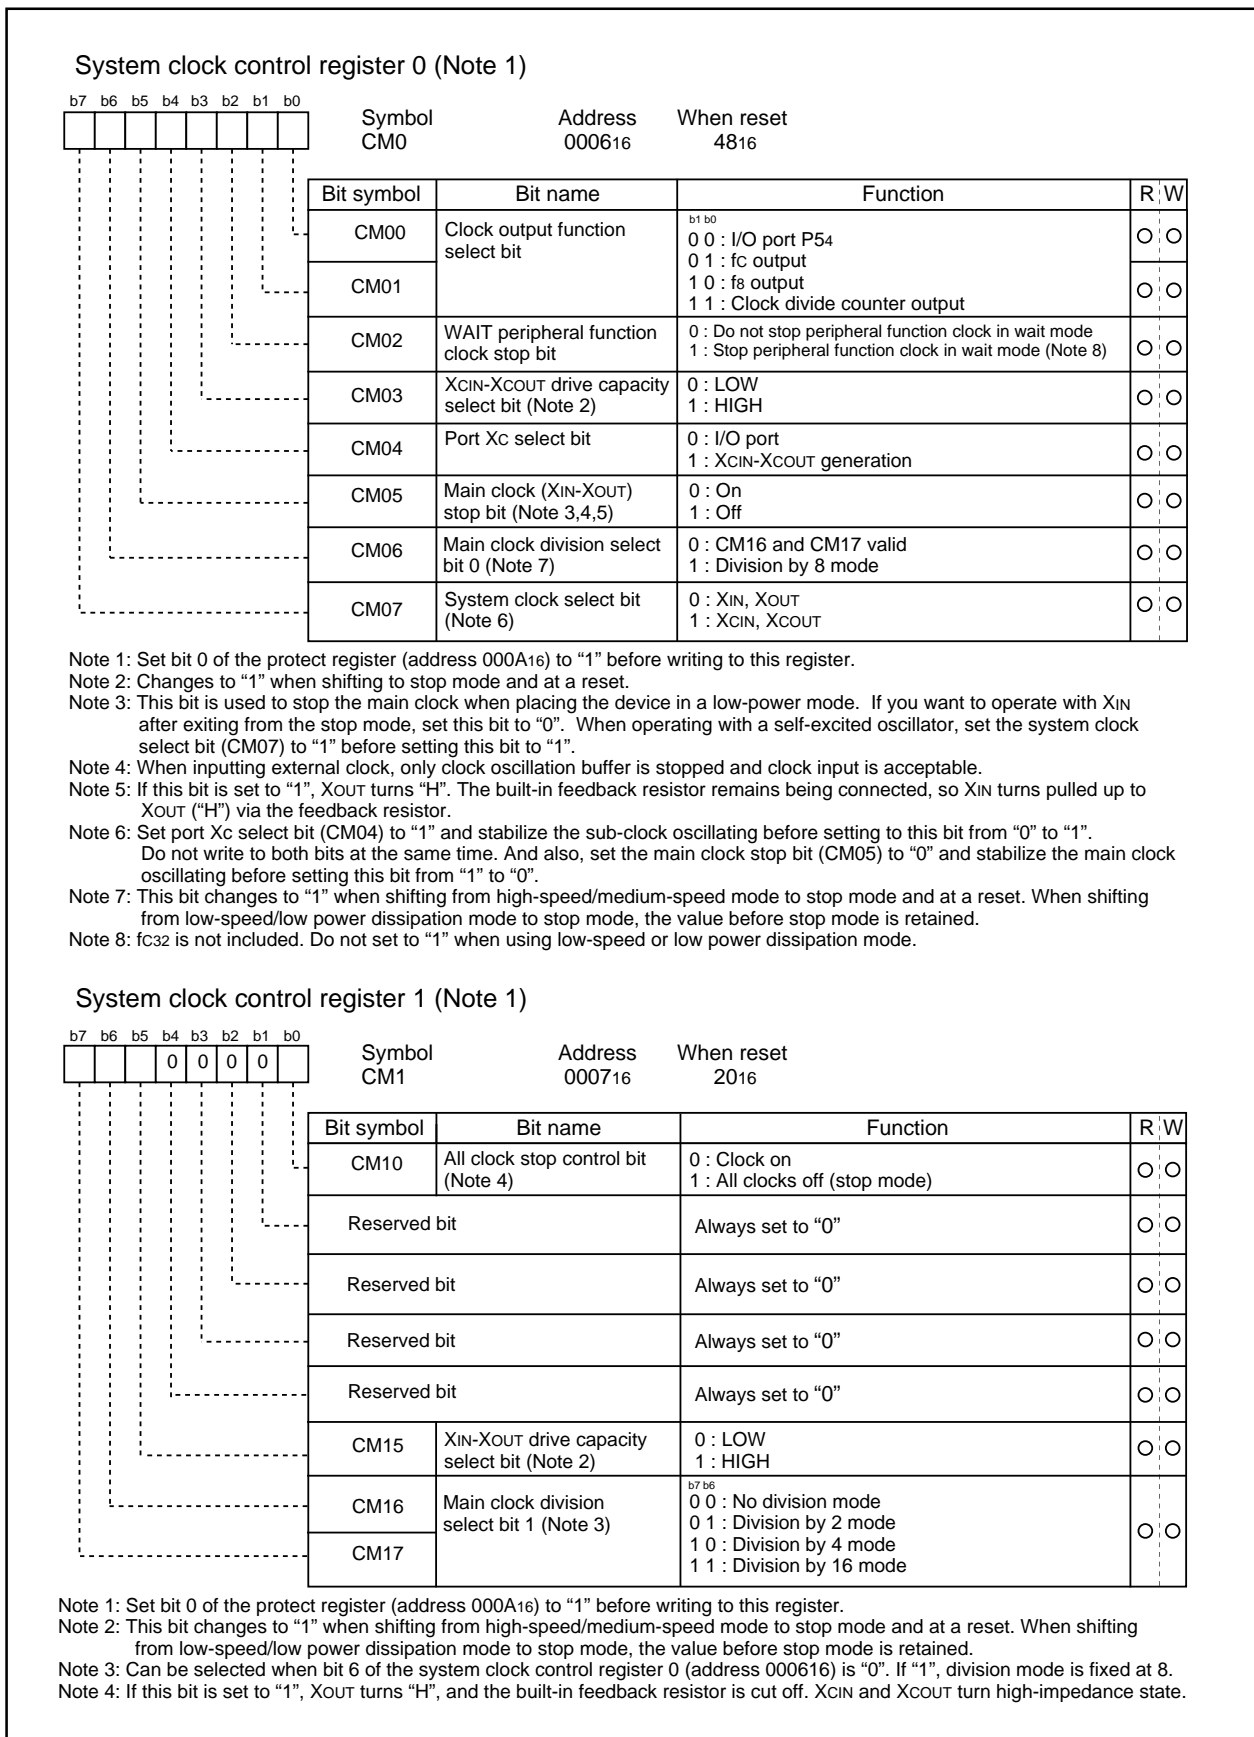 System clock control register 0 (Note 1)
b7 b6 b5 b4 b3 b2 b1 b0
Symbol Address When reset
CM0 000616 4816
Bit symbol Bit name Function R W
CM00 Clock output function select bit
b1 b0
0 0 : I/O port P54
0 1 : fC output
1 0 : f8 output
1 1 : Clock divide counter output
CM01
CM02 WAIT peripheral function clock stop bit
0 : Do not stop peripheral function clock in wait mode
1 : Stop peripheral function clock in wait mode (Note 8)
CM03 XCIN-XCOUT drive capacity select bit (Note 2)
0 : LOW
1 : HIGH
CM04 Port XC select bit
0 : I/O port
1 : XCIN-XCOUT generation
CM05 Main clock (XIN-XOUT) stop bit (Note 3,4,5)
0 : On
1 : Off
CM06 Main clock division select bit 0 (Note 7)
0 : CM16 and CM17 valid
1 : Division by 8 mode
CM07 System clock select bit (Note 6)
0 : XIN, XOUT
1 : XCIN, XCOUT
Note 1: Set bit 0 of the protect register (address 000A16) to “1” before writing to this register.
Note 2: Changes to “1” when shifting to stop mode and at a reset.
Note 3: This bit is used to stop the main clock when placing the device in a low-power mode. If you want to operate with XIN
after exiting from the stop mode, set this bit to “0”. When operating with a self-excited oscillator, set the system clock
select bit (CM07) to “1” before setting this bit to “1”.
Note 4: When inputting external clock, only clock oscillation buffer is stopped and clock input is acceptable.
Note 5: If this bit is set to “1”, XOUT turns “H”. The built-in feedback resistor remains being connected, so XIN turns pulled up to
XOUT (“H”) via the feedback resistor.
Note 6: Set port Xc select bit (CM04) to “1” and stabilize the sub-clock oscillating before setting to this bit from “0” to “1”.
Do not write to both bits at the same time. And also, set the main clock stop bit (CM05) to “0” and stabilize the main clock
oscillating before setting this bit from “1” to “0”.
Note 7: This bit changes to “1” when shifting from high-speed/medium-speed mode to stop mode and at a reset. When shifting
from low-speed/low power dissipation mode to stop mode, the value before stop mode is retained.
Note 8: fC32 is not included. Do not set to “1” when using low-speed or low power dissipation mode.
System clock control register 1 (Note 1)
b7 b6 b5 b4 b3 b2 b1 b0
0 0 0 0
Symbol Address When reset
CM1 000716 2016
Bit symbol Bit name Function R W
CM10 All clock stop control bit (Note 4)
0 : Clock on
1 : All clocks off (stop mode)
Reserved bit Always set to “0”
Reserved bit Always set to “0”
Reserved bit Always set to “0”
Reserved bit Always set to “0”
CM15 XIN-XOUT drive capacity select bit (Note 2)
0 : LOW
1 : HIGH
CM16 Main clock division select bit 1 (Note 3)
b7 b6
0 0 : No division mode
0 1 : Division by 2 mode
1 0 : Division by 4 mode
1 1 : Division by 16 mode
CM17
Note 1: Set bit 0 of the protect register (address 000A16) to “1” before writing to this register.
Note 2: This bit changes to “1” when shifting from high-speed/medium-speed mode to stop mode and at a reset. When shifting
from low-speed/low power dissipation mode to stop mode, the value before stop mode is retained.
Note 3: Can be selected when bit 6 of the system clock control register 0 (address 000616) is “0”. If “1”, division mode is fixed at 8.
Note 4: If this bit is set to “1”, XOUT turns “H”, and the built-in feedback resistor is cut off. XCIN and XCOUT turn high-impedance state.